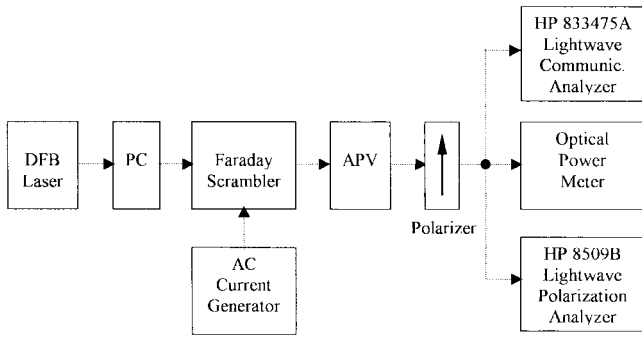 HP 833475A
Lightwave
Communic.
Analyzer
DFB
Laser
PC
Faraday
Scrambler
APV
Polarizer
Optical
Power
Meter
AC
Current
Generator
HP 8509B
Lightwave
Polarization
Analyzer